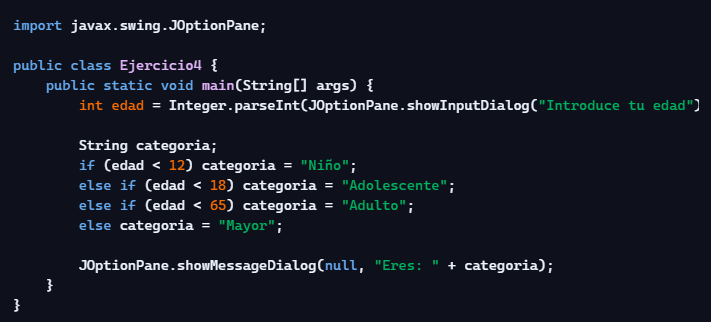 import javax.swing.JOptionPane;
public class Ejercicio4 {
public static void main(String[] args) {
int edad = Integer.parseInt(JOptionPane.showInputDialog("Introduce tu edad")
String categoria;
if (edad < 12) categoria = "Niño";
else if (edad < 18) categoria = "Adolescente";
else if (edad < 65) categoria = "Adulto";
else categoria = "Mayor";
JOptionPane.showMessageDialog(null, "Eres: " + categoria);
}
}